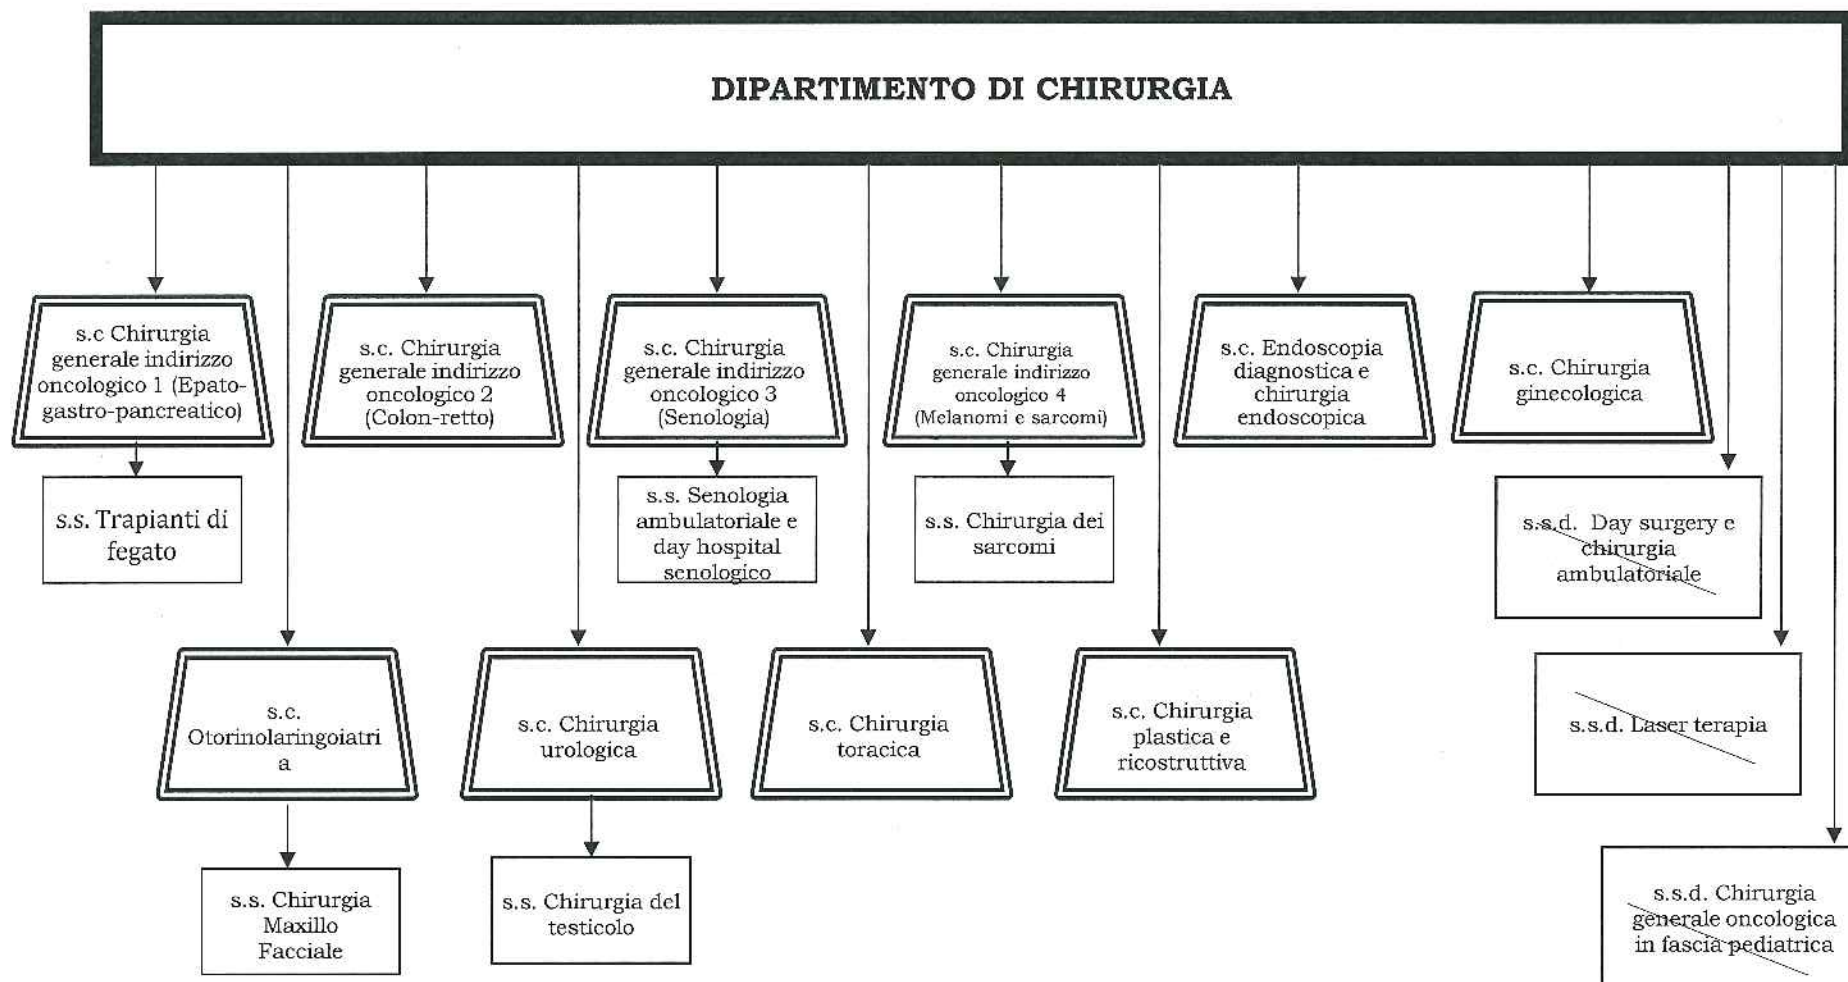 DIPARTIMENTO DI CHIRURGIA
s.c Chirurgia
generale indirizzo
oncologico 1 (Epato-
gastro-pancreatico)
s.c. Chirurgia
generale indirizzo
oncologico 2
(Colon-retto)
s.c. Chirurgia
generale indirizzo
oncologico 3
(Senologia)
s.c. Chirurgia
generale indirizzo
oncologico 4
(Melanomi e sarcomi)
s.c. Endoscopia
diagnostica e
chirurgia
endoscopica
s.c. Chirurgia
ginecologica
s.s. Trapianti di
fegato
s.s. Senologia
ambulatoriale e
day hospital
senologico
s.s. Chirurgia dei
sarcomi
s.s.d. Day surgery e
chirurgia
ambulatoriale
s.c.
Otorinolaringoiatri
a
s.c. Chirurgia
urologica
s.c. Chirurgia
toracica
s.c. Chirurgia
plastica e
ricostruttiva
s.s.d. Laser terapia
s.s. Chirurgia
Maxillo
Facciale
s.s. Chirurgia del
testicolo
s.s.d. Chirurgia
generale oncologica
in fascia pediatrica